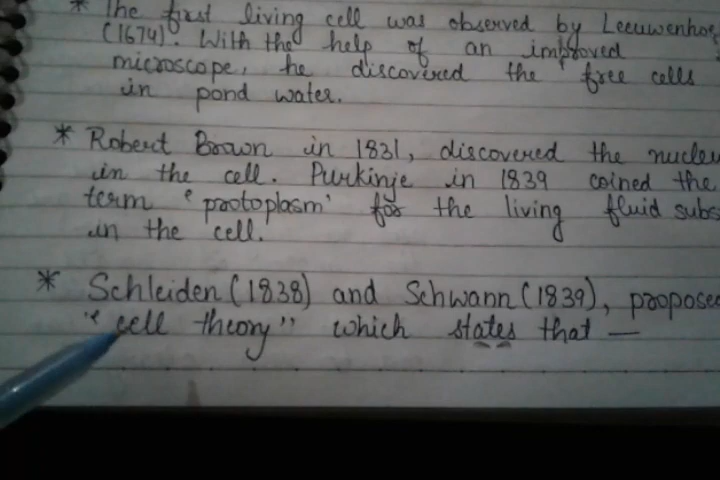 * The first living cell was observed by Leeuwenhoe
(1674). With the help of an improved
microscope, he discovered the free cells
in pond water.
* Robert Brown in 1831, discovered the nucleu
in the cell. Purkinje in 1839 coined the
term 'protoplasm' for the living fluid subs
in the cell.
* Schleiden (1838) and Schwann (1839), propose
"cell theory" which states that —